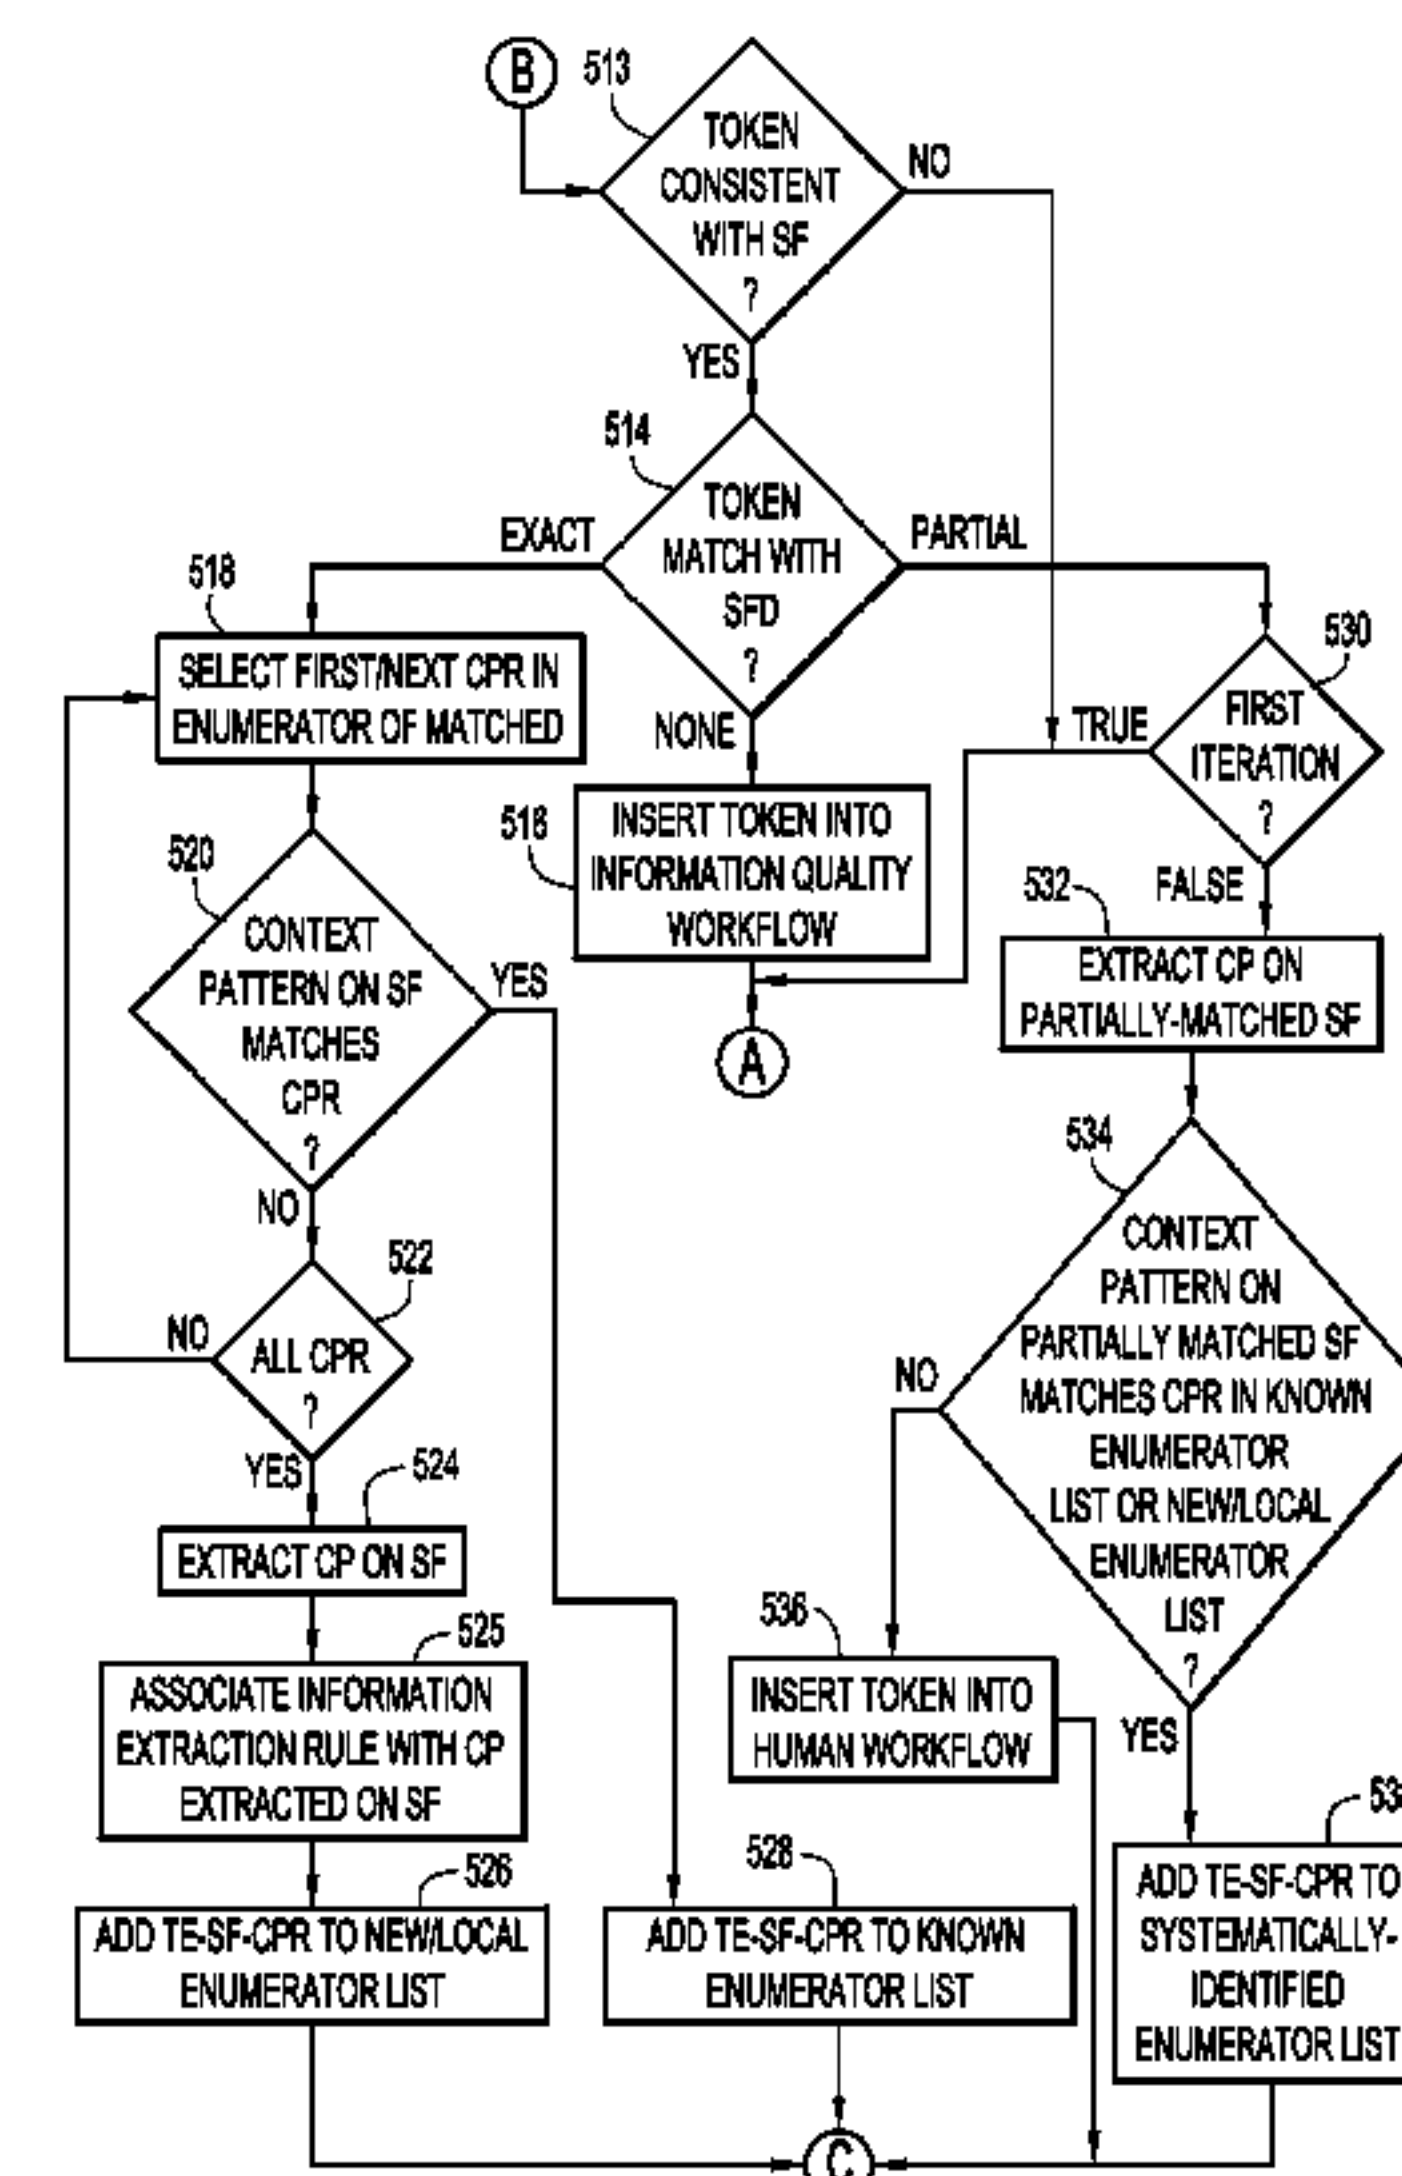 B
513
TOKEN
CONSISTENT
WITH SF
?
NO
YES
514
TOKEN
MATCH WITH
SFD
?
EXACT
PARTIAL
NONE
518
SELECT FIRST/NEXT CPR IN
ENUMERATOR OF MATCHED
530
FIRST
ITERATION
?
TRUE
FALSE
516
INSERT TOKEN INTO
INFORMATION QUALITY
WORKFLOW
A
520
CONTEXT
PATTERN ON SF
MATCHES
CPR
?
YES
NO
532
EXTRACT CP ON
PARTIALLY-MATCHED SF
522
ALL CPR
?
NO
YES
534
CONTEXT
PATTERN ON
PARTIALLY MATCHED SF
MATCHES CPR IN KNOWN
ENUMERATOR
LIST OR NEW/LOCAL
ENUMERATOR
LIST
?
NO
YES
524
EXTRACT CP ON SF
525
ASSOCIATE INFORMATION
EXTRACTION RULE WITH CP
EXTRACTED ON SF
536
INSERT TOKEN INTO
HUMAN WORKFLOW
526
ADD TE-SF-CPR TO NEW/LOCAL
ENUMERATOR LIST
528
ADD TE-SF-CPR TO KNOWN
ENUMERATOR LIST
ADD TE-SF-CPR TO
SYSTEMATICALLY-
IDENTIFIED
ENUMERATOR LIST
C